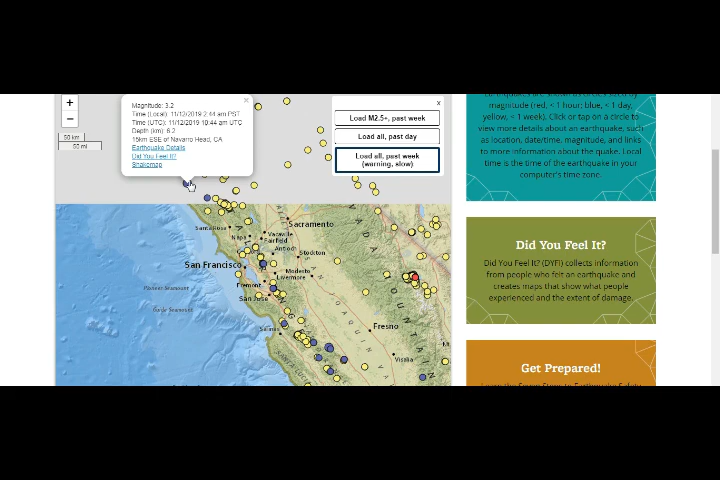 +
−
50 km
50 mi
×
Magnitude: 3.2
Time (Local): 11/12/2019 2:44 am PST
Time (UTC): 11/12/2019 10:44 am UTC
Depth (km): 6.2
15km ESE of Navarro Head, CA
Earthquake Details
Did You Feel It?
Shakemap
x
Load M2.5+, past week
Load all, past day
Load all, past week
(warning, slow)
magnitude (red, < 1 hour; blue, < 1 day,
yellow, < 1 week). Click or tap on a circle to
view more details about an earthquake, such
as location, date/time, magnitude, and links
to more information about the quake. Local
time is the time of the earthquake in your
computer's time zone.
Did You Feel It?
Did You Feel It? (DYFI) collects information
from people who felt an earthquake and
creates maps that show what people
experienced and the extent of damage.
Get Prepared!
Sacramento
Santa Rosa
Napa
Vacaville
Fairfield
Antioch
Stockton
San Francisco
Modesto
Livermore
Fremont
San Jose
Pioneer Seamount
Guide Seamount
Salinas
Fresno
Visalia